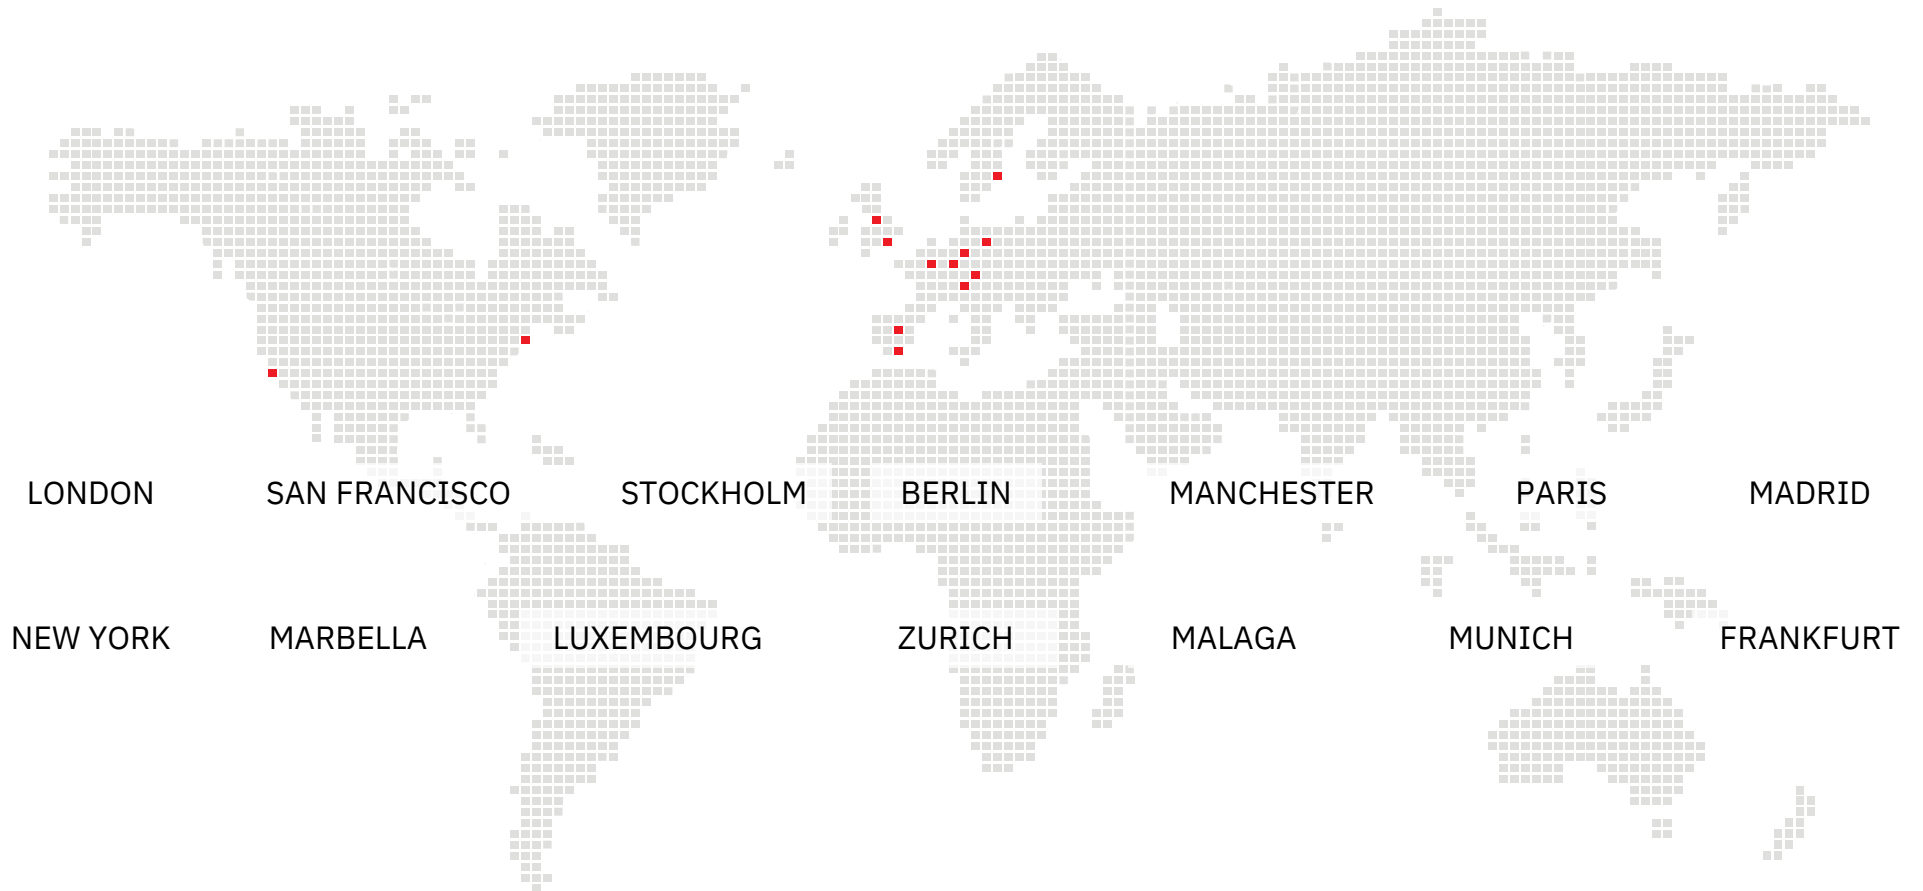 LONDON SAN FRANCISCO STOCKHOLM BERLIN MANCHESTER PARIS MADRID
NEW YORK MARBELLA LUXEMBOURG ZURICH MALAGA MUNICH FRANKFURT